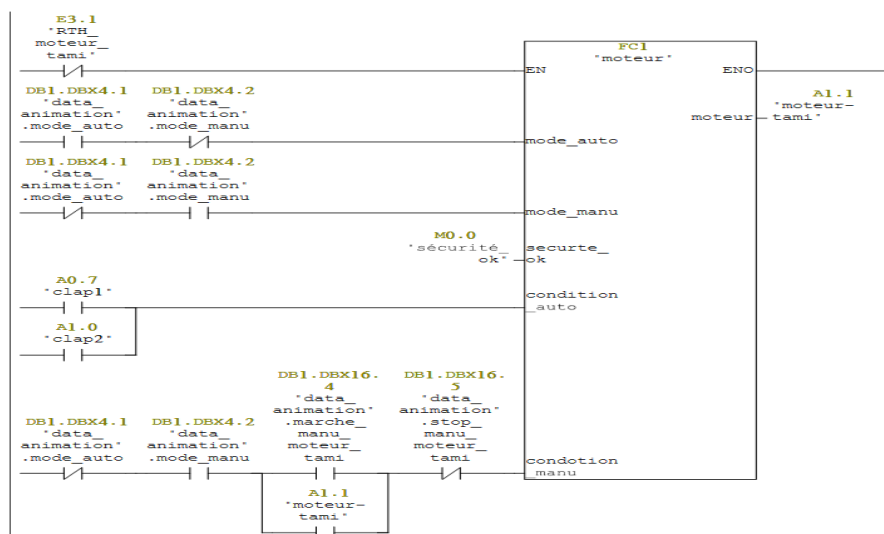 E3.1
"RTH_
moteur_
tami"
FC1
"moteur"
EN
ENO
DB1.DBX4.1
"data_
animation"
.mode_auto
DB1.DBX4.2
"data_
animation"
.mode_manu
mode_auto
A1.1
"moteur-
tami"
moteur
DB1.DBX4.1
"data_
animation"
.mode_auto
DB1.DBX4.2
"data_
animation"
.mode_manu
mode_manu
M0.0
"sécurité_
ok"
securte_
ok
A0.7
"clap1"
condition
_auto
A1.0
"clap2"
DB1.DBX4.1
"data_
animation"
.mode_auto
DB1.DBX4.2
"data_
animation"
.mode_manu
DB1.DBX16.
4
"data_
animation"
.marche_
manu_
moteur_
tami
DB1.DBX16.
5
"data_
animation"
.stop_
manu_
moteur_
tami
condotion
_manu
A1.1
"moteur-
tami"